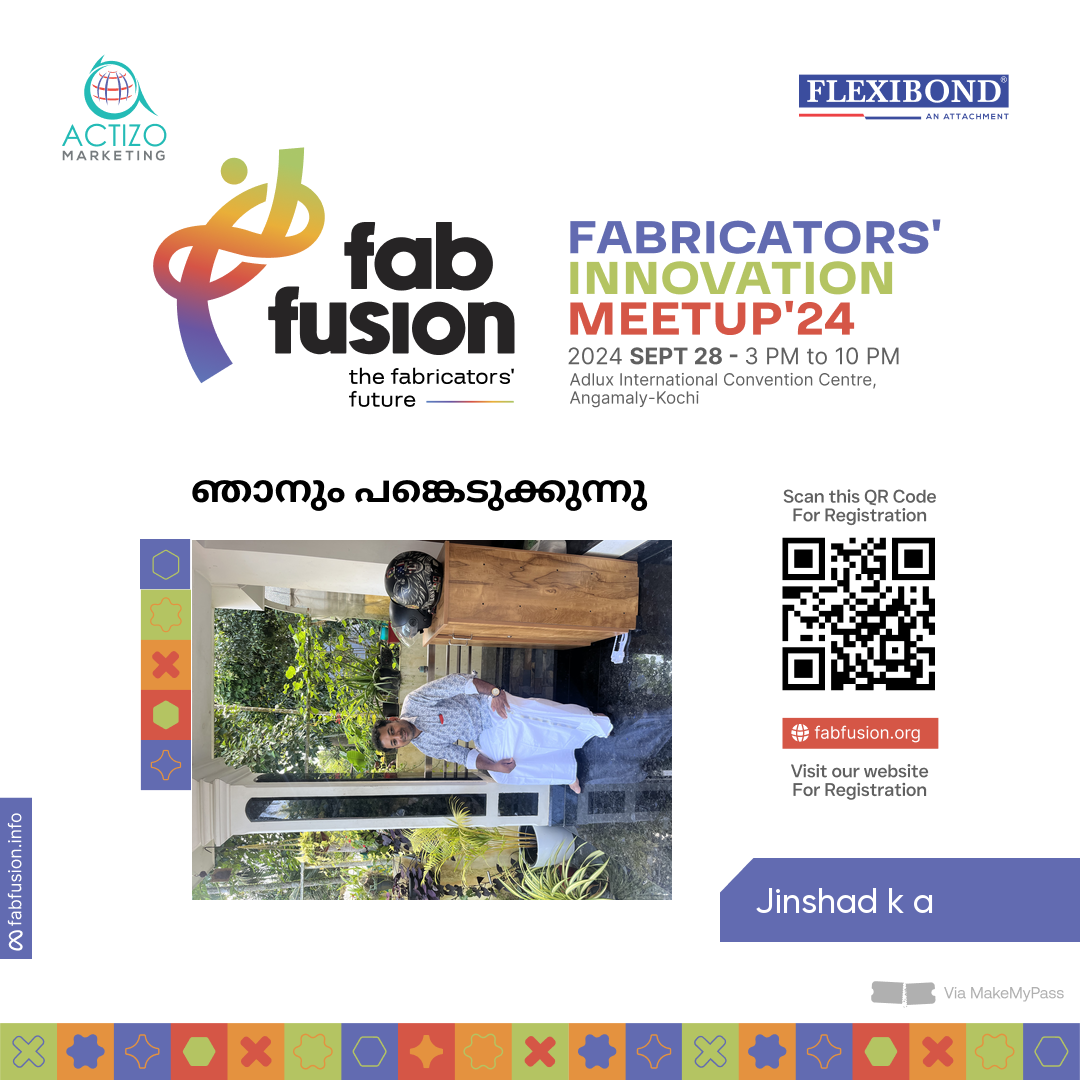 ACTIZO
MARKETING
FLEXIBOND®
AN ATTACHMENT
fab
fusion
the fabricators'
future
FABRICATORS'
INNOVATION
MEETUP'24
2024 SEPT 28 - 3 PM to 10 PM
Adlux International Convention Centre,
Angamaly-Kochi
ഞാനും പങ്കെടുക്കുന്നു
Scan this QR Code
For Registration
fabfusion.org
Visit our website
For Registration
fabfusion.info
Jinshad k a
Via MakeMyPass